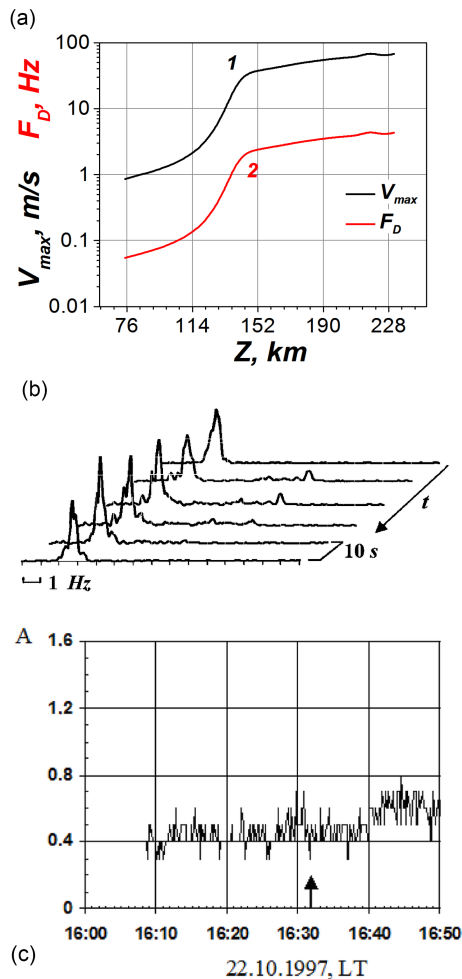 (a)
V_max, m/s F_D, Hz
100
10
1
0.1
0.01
1
2
V_max
F_D
76 114 152 190 228
Z, km
(b)
t
10 s
1 Hz
A
1.6
1.2
0.8
0.4
0
16:00 16:10 16:20 16:30 16:40 16:50
(c)
22.10.1997, LT